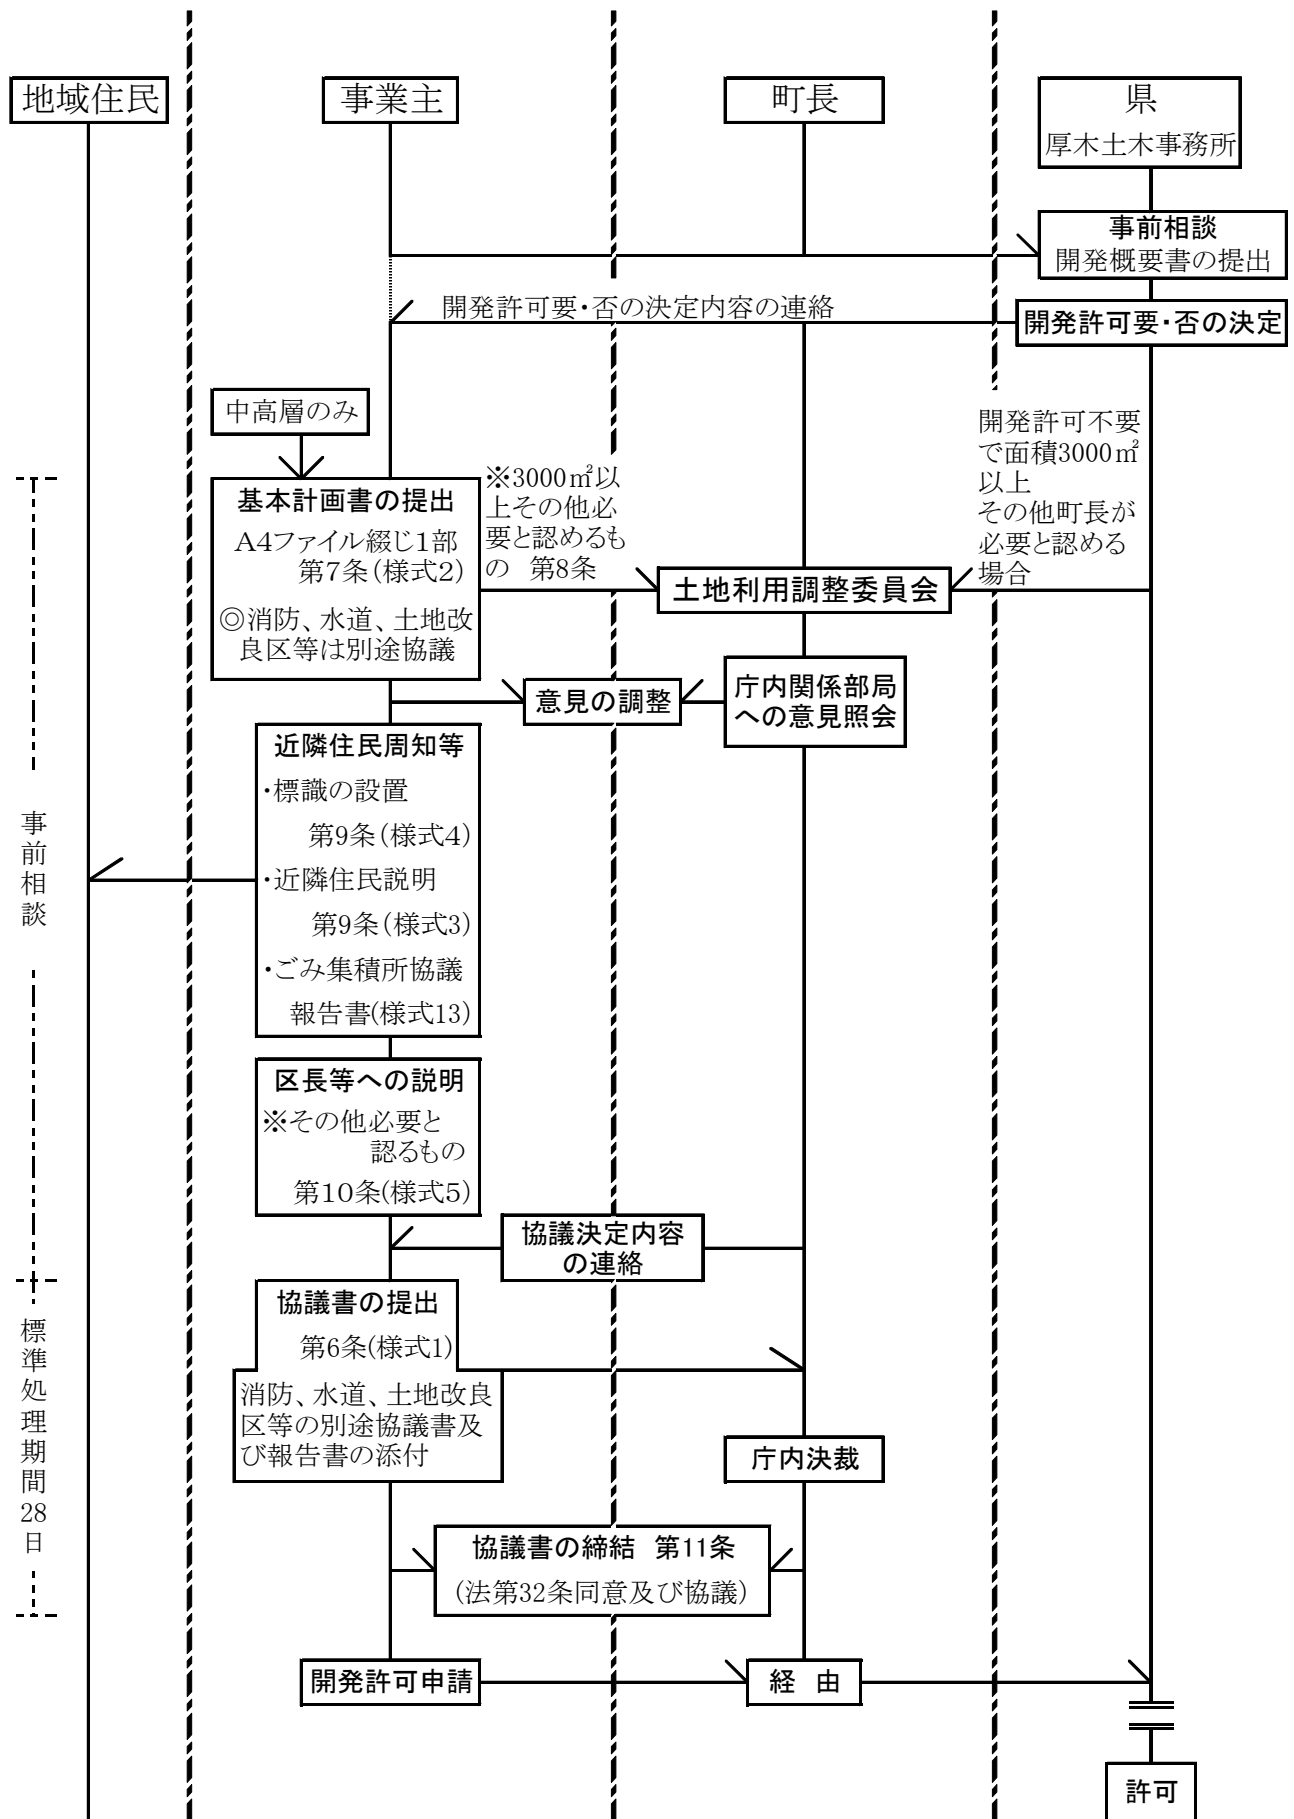 地域住民
事業主
町長
県
厚木土木事務所
事前相談
開発概要書の提出
開発許可要・否の決定内容の連絡
開発許可要・否の決定
中高層のみ
開発許可不要
で面積3000㎡
以上
その他町長が
必要と認める
場合
※3000㎡以
上その他必
要と認めるも
の 第8条
基本計画書の提出
A4ファイル綴じ1部
第7条(様式2)
◎消防、水道、土地改
良区等は別途協議
土地利用調整委員会
意見の調整
庁内関係部局
への意見照会
近隣住民周知等
・標識の設置
第9条(様式4)
・近隣住民説明
第9条(様式3)
・ごみ集積所協議
報告書(様式13)
事前相談
区長等への説明
※その他必要と
認るもの
第10条(様式5)
協議決定内容
の連絡
協議書の提出
第6条(様式1)
消防、水道、土地改良
区等の別途協議書及
び報告書の添付
標準処理期間28日
庁内決裁
協議書の締結 第11条
(法第32条同意及び協議)
開発許可申請
経 由
許可